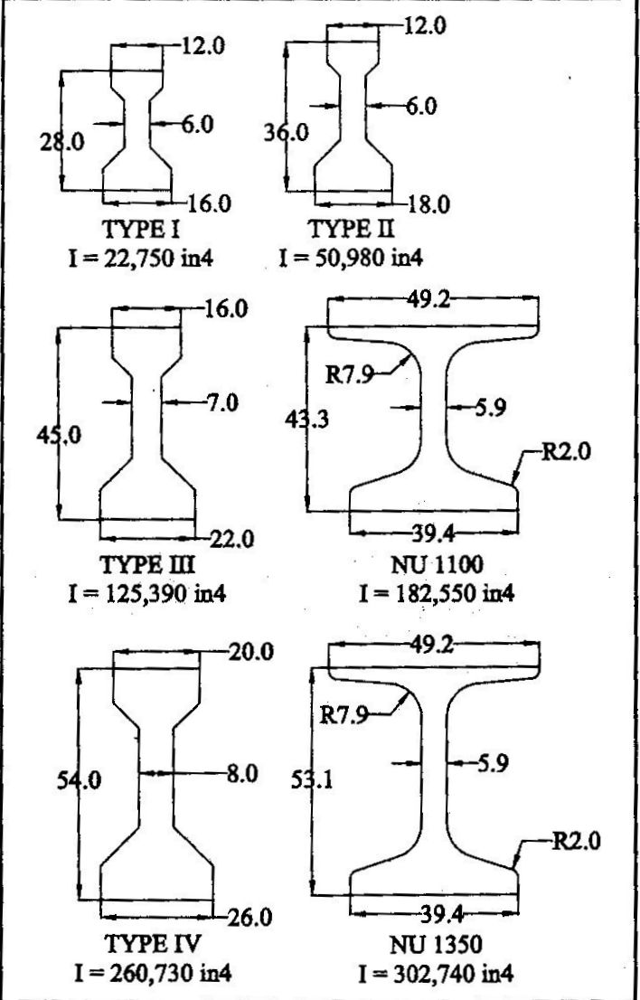 12.0
6.0
28.0
16.0
TYPE I
I = 22,750 in4
12.0
6.0
36.0
18.0
TYPE II
I = 50,980 in4
16.0
7.0
45.0
22.0
TYPE III
I = 125,390 in4
49.2
R7.9
5.9
43.3
R2.0
39.4
NU 1100
I = 182,550 in4
20.0
8.0
54.0
26.0
TYPE IV
I = 260,730 in4
49.2
R7.9
5.9
53.1
R2.0
39.4
NU 1350
I = 302,740 in4